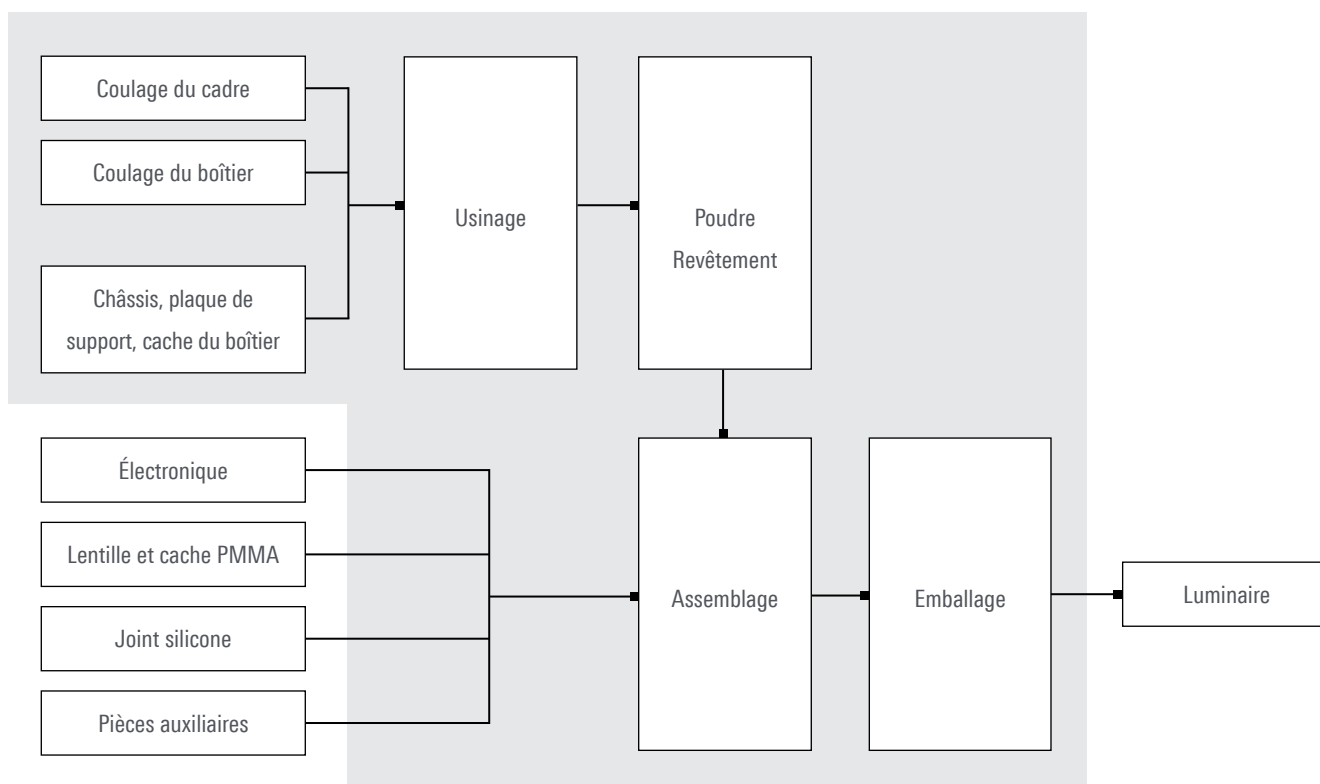 Coulage du cadre
Coulage du boîtier
Châssis, plaque de
support, cache du boîtier
Usinage
Poudre
Revêtement
Électronique
Lentille et cache PMMA
Joint silicone
Pièces auxiliaires
Assemblage
Emballage
Luminaire